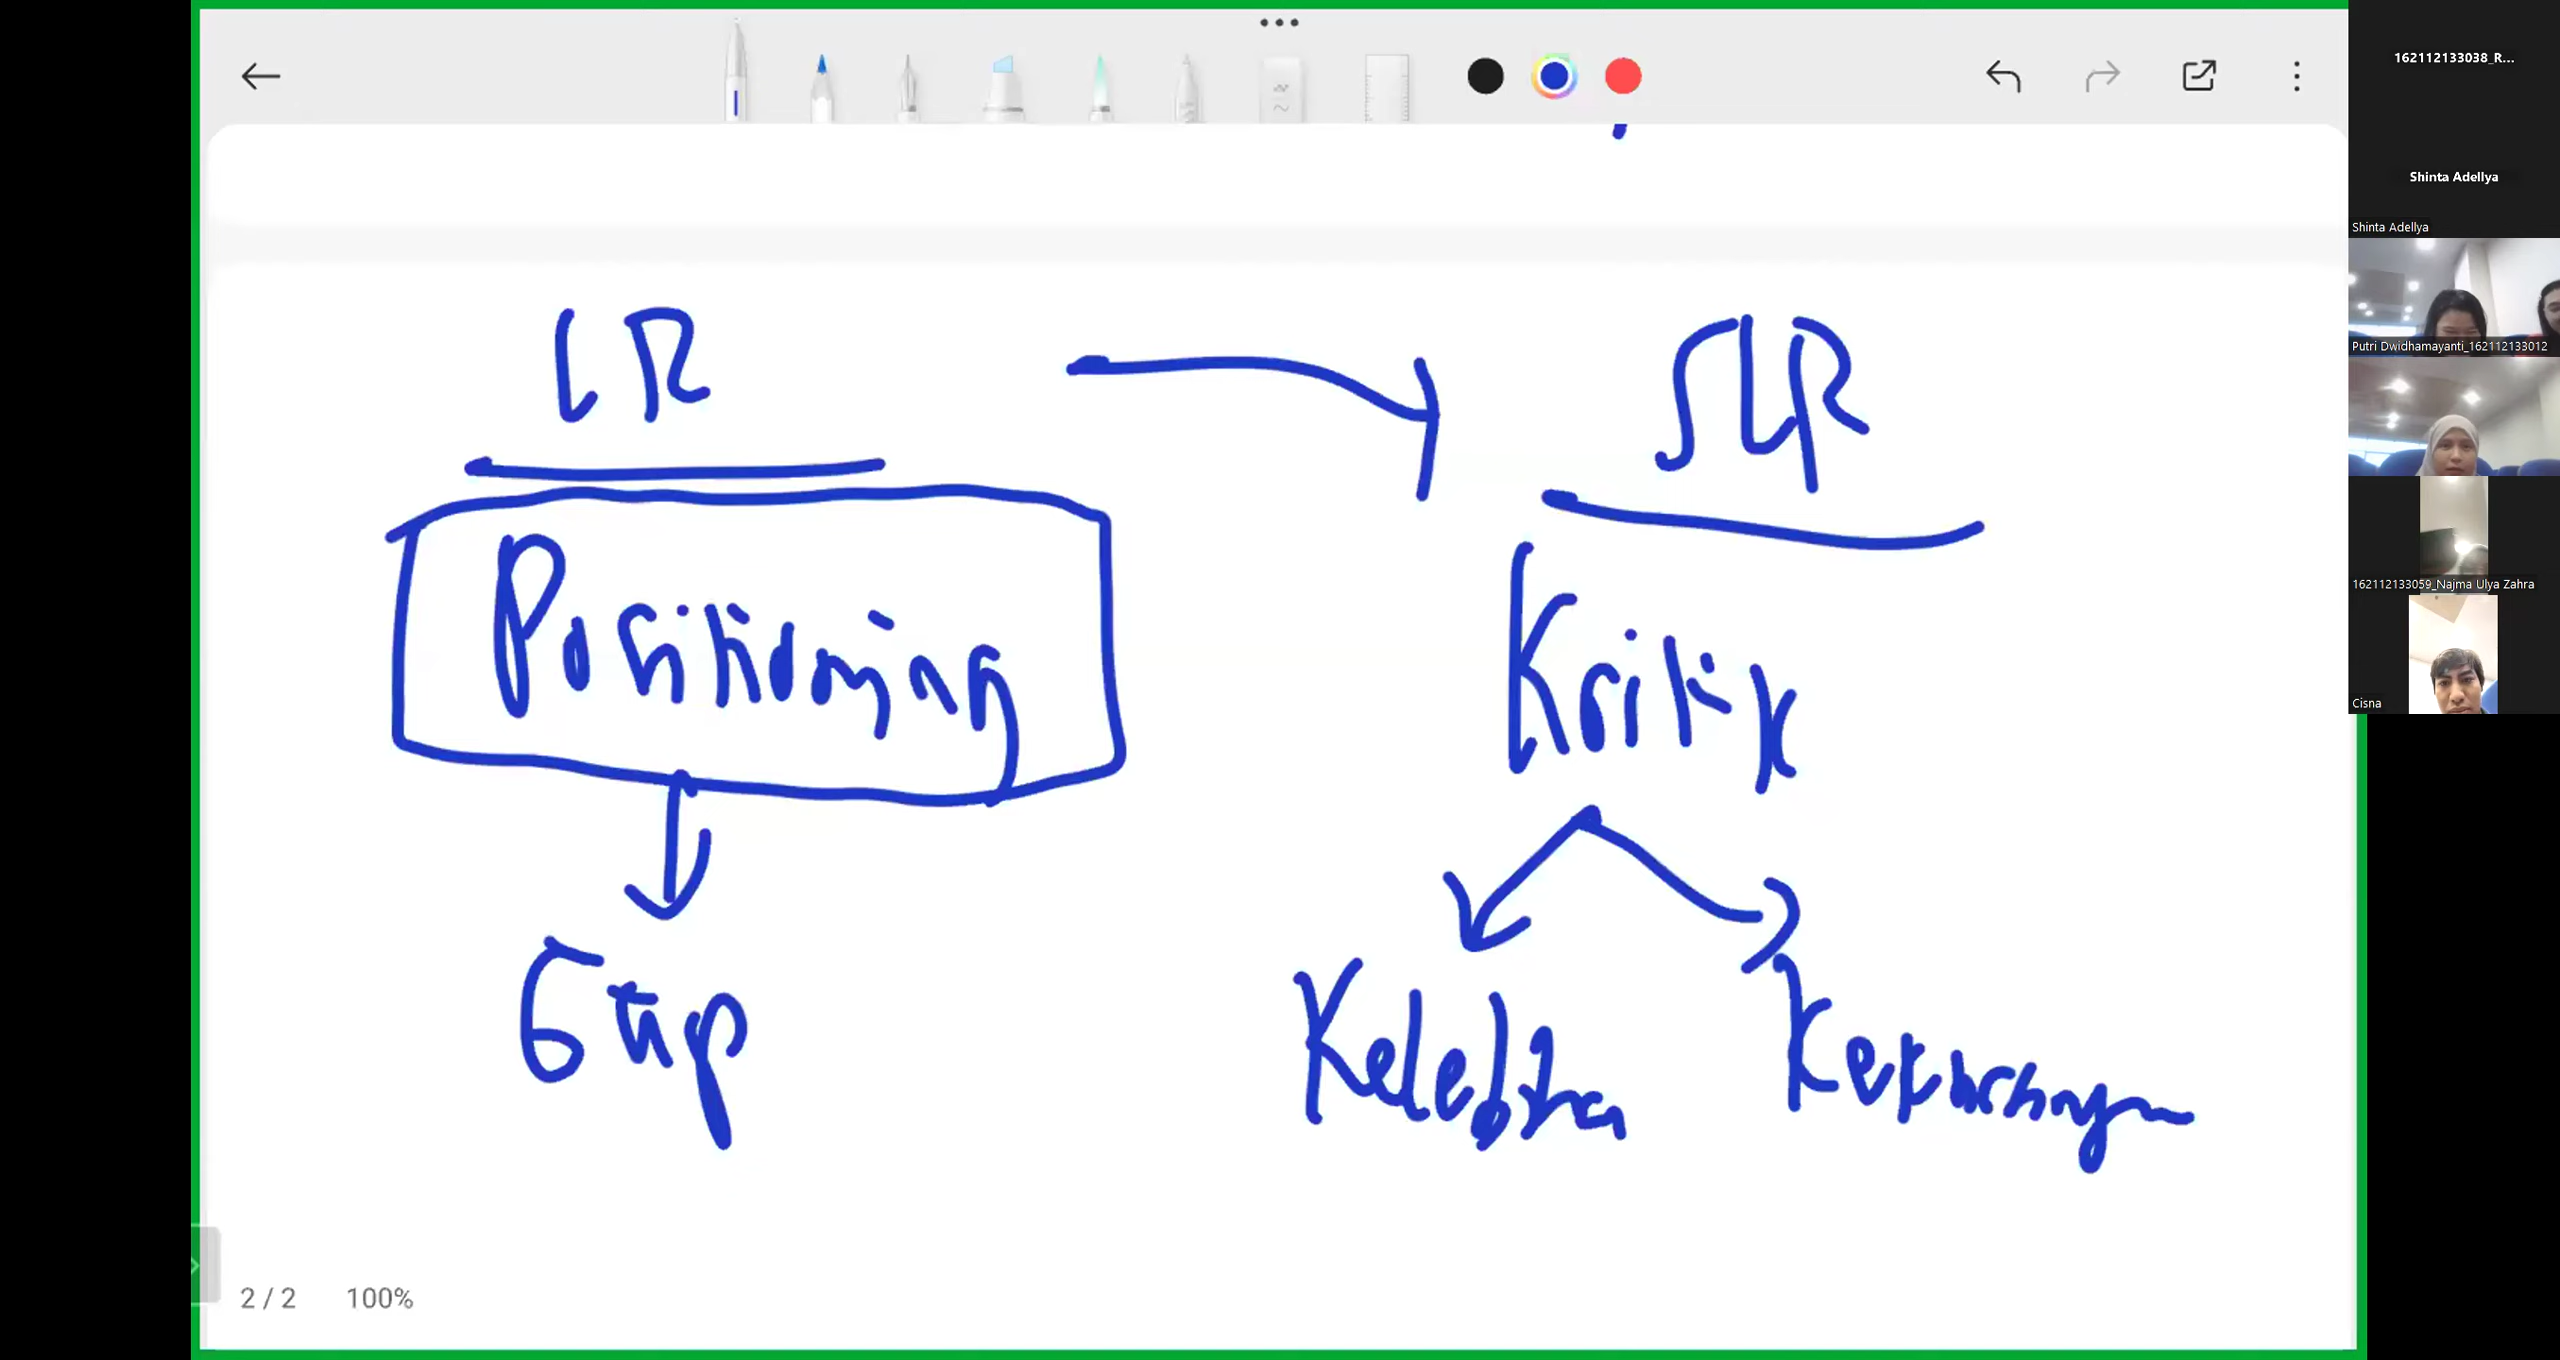 162112133038_R...
Shinta Adellya
Shinta Adellya
Putri Dwidhamayanti_162112133012
162112133059_Najma Ulya Zahra
Cisna
LR
SLR
Positioning
Kritik
Gap
Kelebihan
Kekurangan
2 / 2
100%